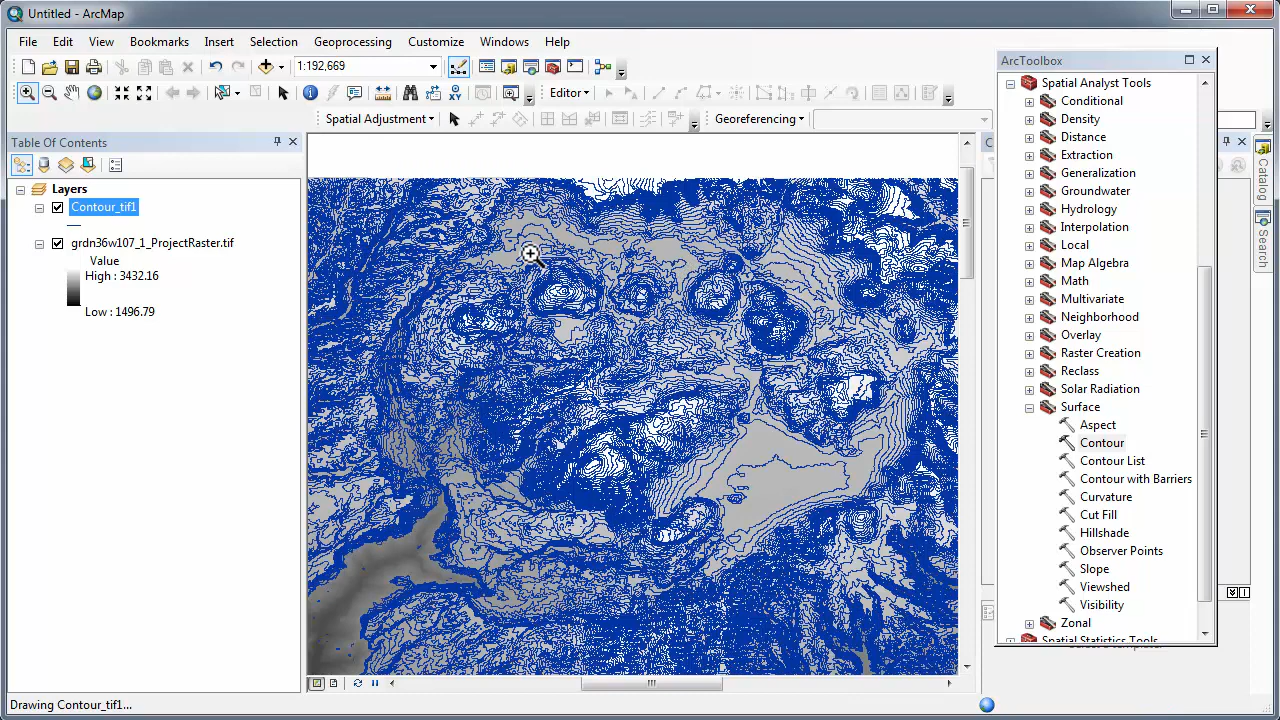 Untitled - ArcMap
File Edit View Bookmarks Insert Selection Geoprocessing Customize Windows Help
1:192,669
Editor
Spatial Adjustment
Georeferencing
Table Of Contents
Layers
Contour_tif1
grdn36w107_1_ProjectRaster.tif
Value
High : 3432.16
Low : 1496.79
Drawing Contour_tif1...
ArcToolbox
Spatial Analyst Tools
Conditional
Density
Distance
Extraction
Generalization
Groundwater
Hydrology
Interpolation
Local
Map Algebra
Math
Multivariate
Neighborhood
Overlay
Raster Creation
Reclass
Solar Radiation
Surface
Aspect
Contour
Contour List
Contour with Barriers
Curvature
Cut Fill
Hillshade
Observer Points
Slope
Viewshed
Visibility
Zonal
Spatial Statistics Tools
Catalog
Search